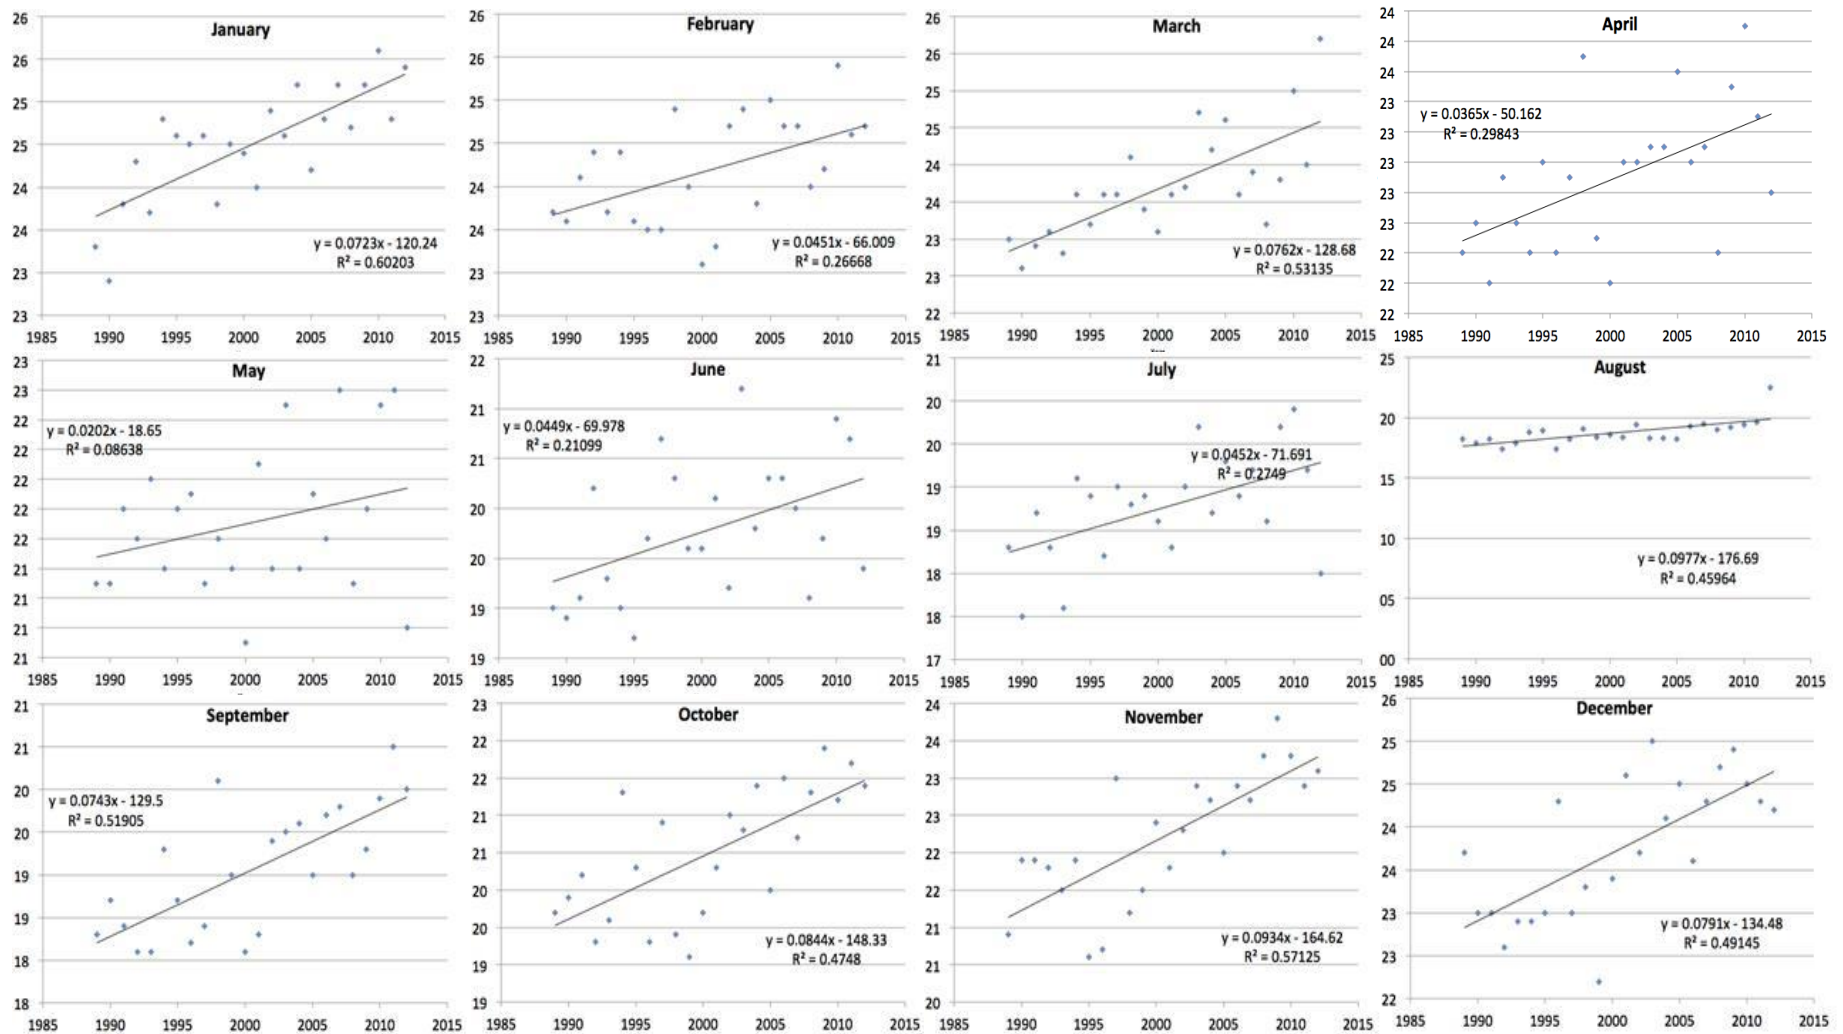 January
26
26
25
25
24
24
23
23
y = 0.0723x - 120.24
R² = 0.60203
1985 1990 1995 2000 2005 2010 2015
February
26
26
25
25
24
24
23
23
y = 0.0451x - 66.009
R² = 0.26668
1985 1990 1995 2000 2005 2010 2015
March
26
26
25
25
24
24
23
23
22
y = 0.0762x - 128.68
R² = 0.53135
1985 1990 1995 2000 2005 2010 2015
April
24
24
24
23
23
23
23
23
22
22
22
y = 0.0365x - 50.162
R² = 0.29843
1985 1990 1995 2000 2005 2010 2015
May
23
23
22
22
22
22
22
21
21
21
21
y = 0.0202x - 18.65
R² = 0.08638
1985 1990 1995 2000 2005 2010 2015
June
22
21
21
20
20
19
19
y = 0.0449x - 69.978
R² = 0.21099
1985 1990 1995 2000 2005 2010 2015
July
21
20
20
19
19
18
18
17
y = 0.0452x - 71.691
R² = 0.2749
1985 1990 1995 2000 2005 2010 2015
August
25
20
15
10
05
00
y = 0.0977x - 176.69
R² = 0.45964
1985 1990 1995 2000 2005 2010 2015
September
21
21
20
20
19
19
18
18
y = 0.0743x - 129.5
R² = 0.51905
1985 1990 1995 2000 2005 2010 2015
October
23
22
22
21
21
20
20
19
19
y = 0.0844x - 148.33
R² = 0.4748
1985 1990 1995 2000 2005 2010 2015
November
24
24
23
23
22
22
21
21
20
y = 0.0934x - 164.62
R² = 0.57125
1985 1990 1995 2000 2005 2010 2015
December
26
25
25
24
24
23
23
22
y = 0.0791x - 134.48
R² = 0.49145
1985 1990 1995 2000 2005 2010 2015